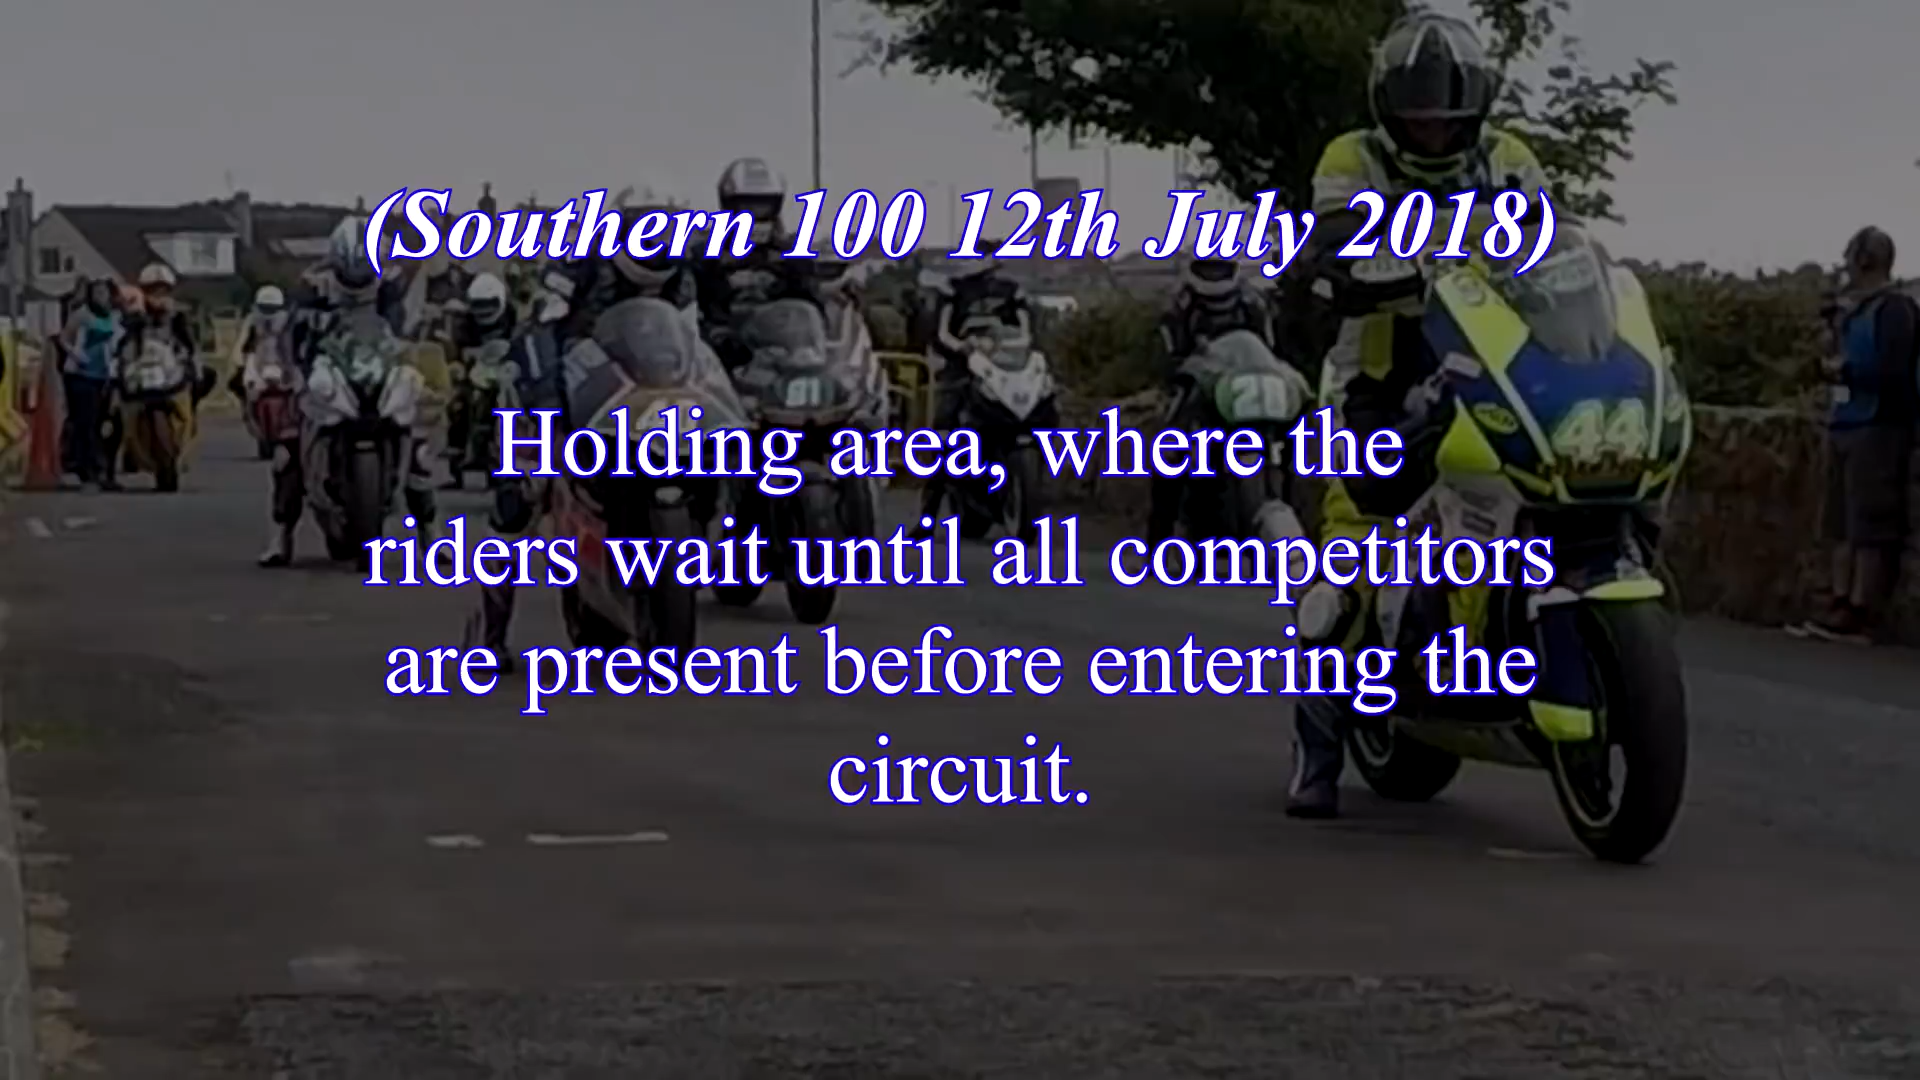 (Southern 100 12th July 2018)
Holding area, where the
riders wait until all competitors
are present before entering the
circuit.
44